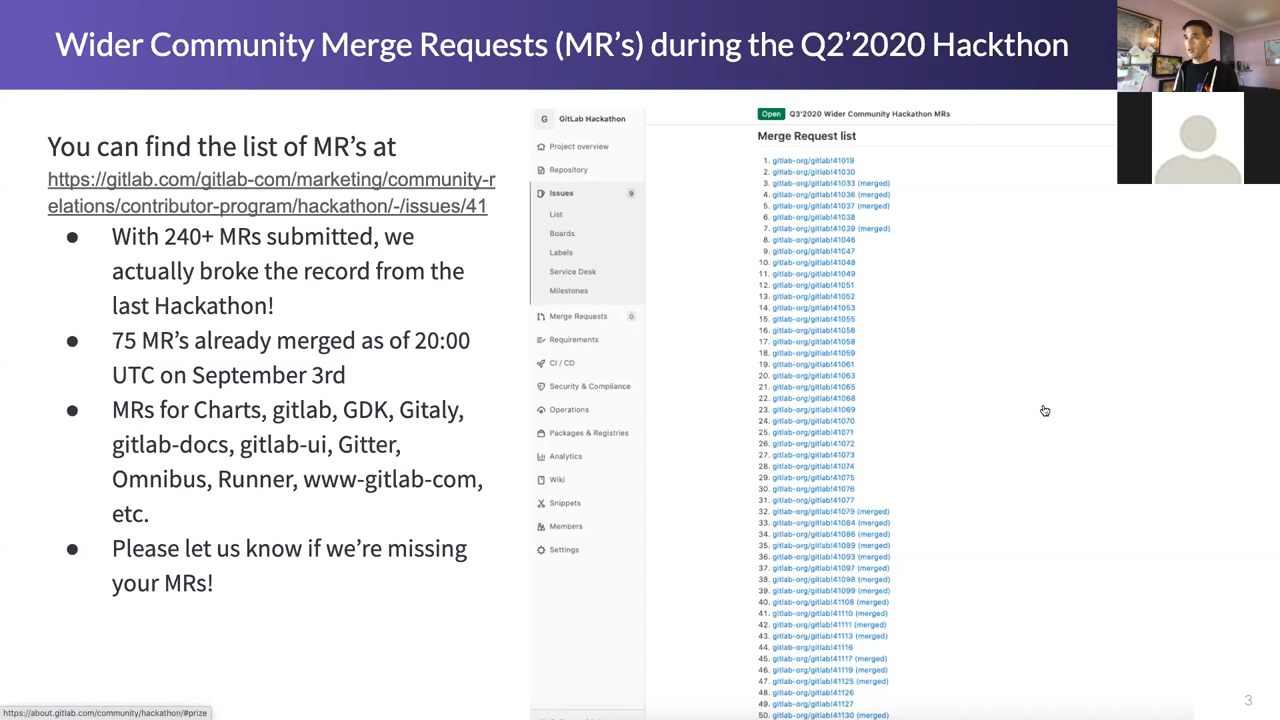 Wider Community Merge Requests (MR's) during the Q2'2020 Hackthon
You can find the list of MR's at
https://gitlab.com/gitlab-com/marketing/community-r
elations/contributor-program/hackathon/-/issues/41
● With 240+ MRs submitted, we
actually broke the record from the
last Hackathon!
● 75 MR's already merged as of 20:00
UTC on September 3rd
● MRs for Charts, gitlab, GDK, Gitaly,
gitlab-docs, gitlab-ui, Gitter,
Omnibus, Runner, www-gitlab-com,
etc.
● Please let us know if we're missing
your MRs!
G GitLab Hackathon
Project overview
Repository
Issues 9
List
Boards
Labels
Service Desk
Milestones
Merge Requests 0
Requirements
CI / CD
Security & Compliance
Operations
Packages & Registries
Analytics
Wiki
Snippets
Members
Settings
Open Q3'2020 Wider Community Hackathon MRs
Merge Request list
1. gitlab-org/gitlab!41019
2. gitlab-org/gitlab!41030
3. gitlab-org/gitlab!41033 (merged)
4. gitlab-org/gitlab!41036 (merged)
5. gitlab-org/gitlab!41037 (merged)
6. gitlab-org/gitlab!41038
7. gitlab-org/gitlab!41039 (merged)
8. gitlab-org/gitlab!41046
9. gitlab-org/gitlab!41047
10. gitlab-org/gitlab!41048
11. gitlab-org/gitlab!41049
12. gitlab-org/gitlab!41051
13. gitlab-org/gitlab!41052
14. gitlab-org/gitlab!41053
15. gitlab-org/gitlab!41055
16. gitlab-org/gitlab!41056
17. gitlab-org/gitlab!41058
18. gitlab-org/gitlab!41059
19. gitlab-org/gitlab!41061
20. gitlab-org/gitlab!41063
21. gitlab-org/gitlab!41065
22. gitlab-org/gitlab!41068
23. gitlab-org/gitlab!41069
24. gitlab-org/gitlab!41070
25. gitlab-org/gitlab!41071
26. gitlab-org/gitlab!41072
27. gitlab-org/gitlab!41073
28. gitlab-org/gitlab!41074
29. gitlab-org/gitlab!41075
30. gitlab-org/gitlab!41076
31. gitlab-org/gitlab!41077
32. gitlab-org/gitlab!41079 (merged)
33. gitlab-org/gitlab!41084 (merged)
34. gitlab-org/gitlab!41086 (merged)
35. gitlab-org/gitlab!41089 (merged)
36. gitlab-org/gitlab!41093 (merged)
37. gitlab-org/gitlab!41097 (merged)
38. gitlab-org/gitlab!41098 (merged)
39. gitlab-org/gitlab!41099 (merged)
40. gitlab-org/gitlab!41108 (merged)
41. gitlab-org/gitlab!41110 (merged)
42. gitlab-org/gitlab!41111 (merged)
43. gitlab-org/gitlab!41113 (merged)
44. gitlab-org/gitlab!41116
45. gitlab-org/gitlab!41117 (merged)
46. gitlab-org/gitlab!41119 (merged)
47. gitlab-org/gitlab!41125 (merged)
48. gitlab-org/gitlab!41126
49. gitlab-org/gitlab!41127
50. gitlab-org/gitlab!41130 (merged)
https://about.gitlab.com/community/hackathon/#prize
3